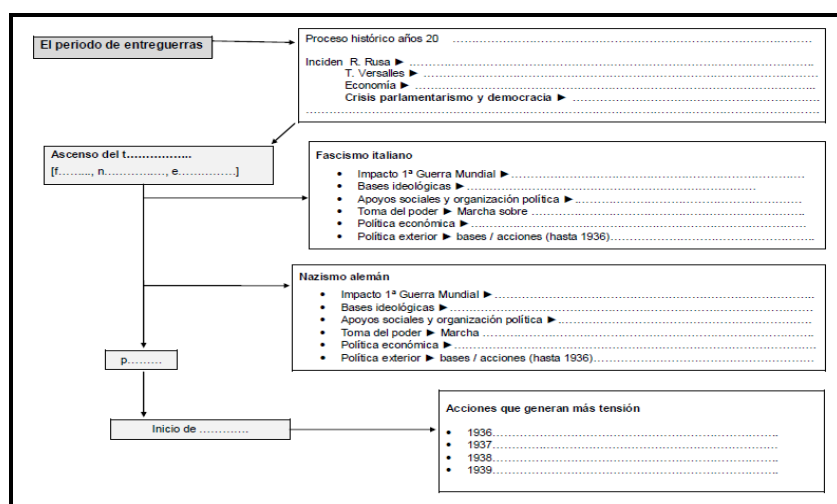 El periodo de entreguerras
Proceso histórico años 20 ……………………………………………………………………
Inciden R. Rusa ► ……………………………………………………………………..
T. Versalles ► …………………………………………………………………….
Economía ► ……………………………………………………………………..
Crisis parlamentarismo y democracia ► …………………………………………
………………………………………………………………………………………………
Ascenso del t……………..
[f………, n……………, e……………]
Fascismo italiano
• Impacto 1ª Guerra Mundial ►……………………………………………………
• Bases ideológicas ►……………………………………………………
• Apoyos sociales y organización política ►……………………………………………
• Toma del poder ► Marcha sobre ……………………………………………………..
• Política económica ►……………………………………………………………
• Política exterior ► bases / acciones (hasta 1936)…………………………………..
Nazismo alemán
• Impacto 1ª Guerra Mundial ►……………………………………………………
• Bases ideológicas ►……………………………………………………………
• Apoyos sociales y organización política ►……………………………………………
• Toma del poder ► Marcha ……………………………………………………………..
• Política económica ►……………………………………………………………
• Política exterior ► bases / acciones (hasta 1936)……………………………………
p………
Inicio de ………….
Acciones que generan más tensión
• 1936……………………………………………………..
• 1937……………………………………………………..
• 1938……………………………………………………..
• 1939……………………………………………………..